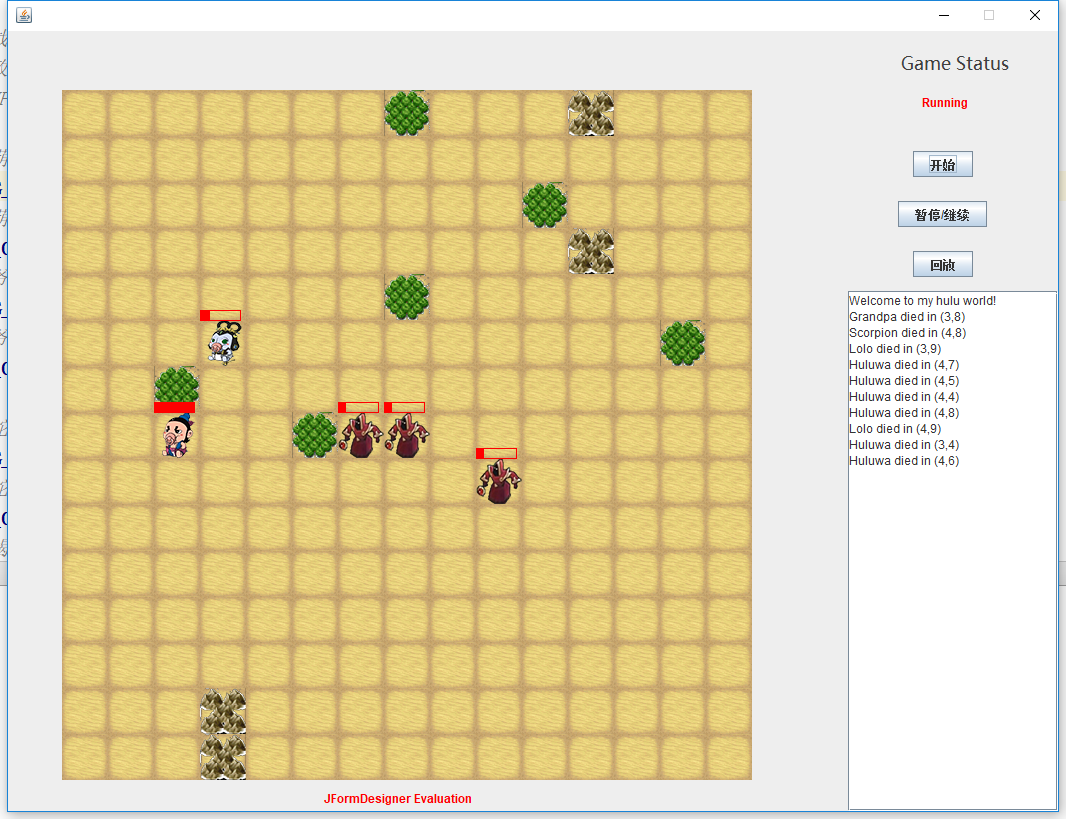 Game Status
Running
开始
暂停/继续
回放
Welcome to my hulu world!
Grandpa died in (3,8)
Scorpion died in (4,8)
Lolo died in (3,9)
Huluwa died in (4,7)
Huluwa died in (4,5)
Huluwa died in (4,4)
Huluwa died in (4,8)
Lolo died in (4,9)
Huluwa died in (3,4)
Huluwa died in (4,6)
JFormDesigner Evaluation